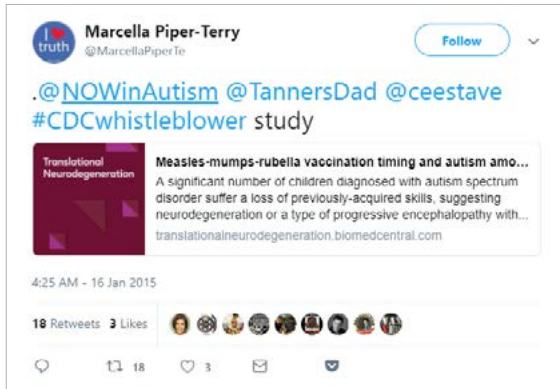 I ❤ truth
Marcella Piper-Terry
@MarcellaPiperTe
Follow
.@NOWinAutism @TannersDad @ceestave
#CDCwhistleblower study
Translational
Neurodegeneration
Measles-mumps-rubella vaccination timing and autism amo...
A significant number of children diagnosed with autism spectrum
disorder suffer a loss of previously-acquired skills, suggesting
neurodegeneration or a type of progressive encephalopathy with...
translationalneurodegeneration.biomedcentral.com
4:25 AM - 16 Jan 2015
18 Retweets 3 Likes
18 3